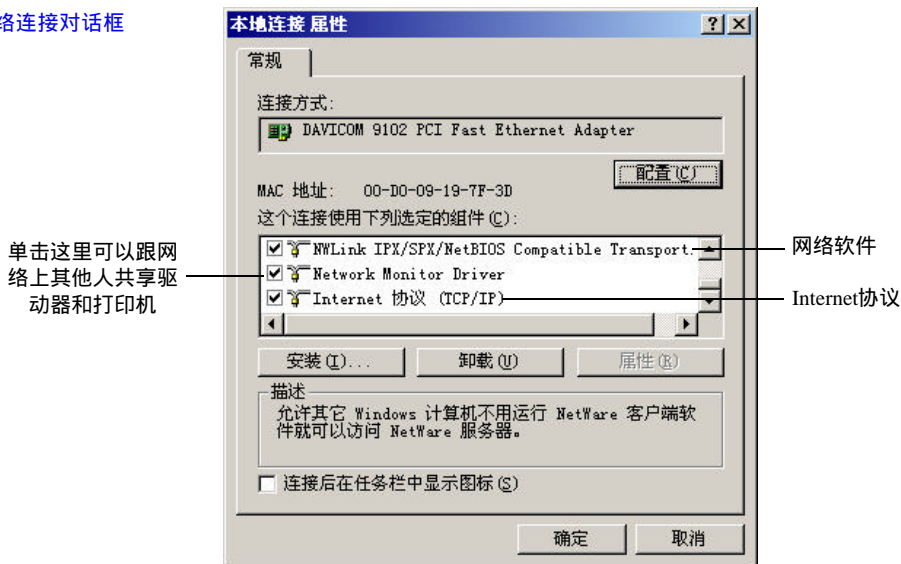 络连接对话框
本地连接 属性
常规
连接方式:
DAVICOM 9102 PCI Fast Ethernet Adapter
配置(C)
MAC 地址: 00-D0-09-19-7F-3D
这个连接使用下列选定的组件(C):
NWLink IPX/SPX/NetBIOS Compatible Transport.
Network Monitor Driver
Internet 协议 (TCP/IP)
单击这里可以跟网
络上其他人共享驱
动器和打印机
网络软件
Internet协议
安装(I)...
卸载(U)
属性(R)
描述
允许其它 Windows 计算机不用运行 NetWare 客户端软
件就可以访问 NetWare 服务器。
连接后在任务栏中显示图标(S)
确定
取消